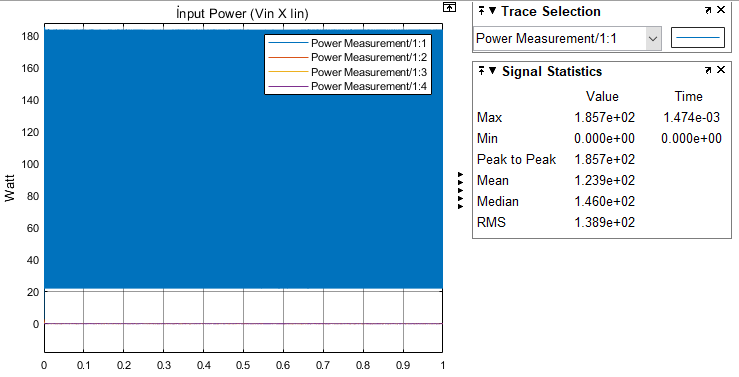 İnput Power (Vin X Iin)
Power Measurement/1:1
Power Measurement/1:2
Power Measurement/1:3
Power Measurement/1:4
Watt
180
160
140
120
100
80
60
40
20
0
0 0.1 0.2 0.3 0.4 0.5 0.6 0.7 0.8 0.9 1
Trace Selection
Power Measurement/1:1
Signal Statistics
Value Time
Max 1.857e+02 1.474e-03
Min 0.000e+00 0.000e+00
Peak to Peak 1.857e+02
Mean 1.239e+02
Median 1.460e+02
RMS 1.389e+02